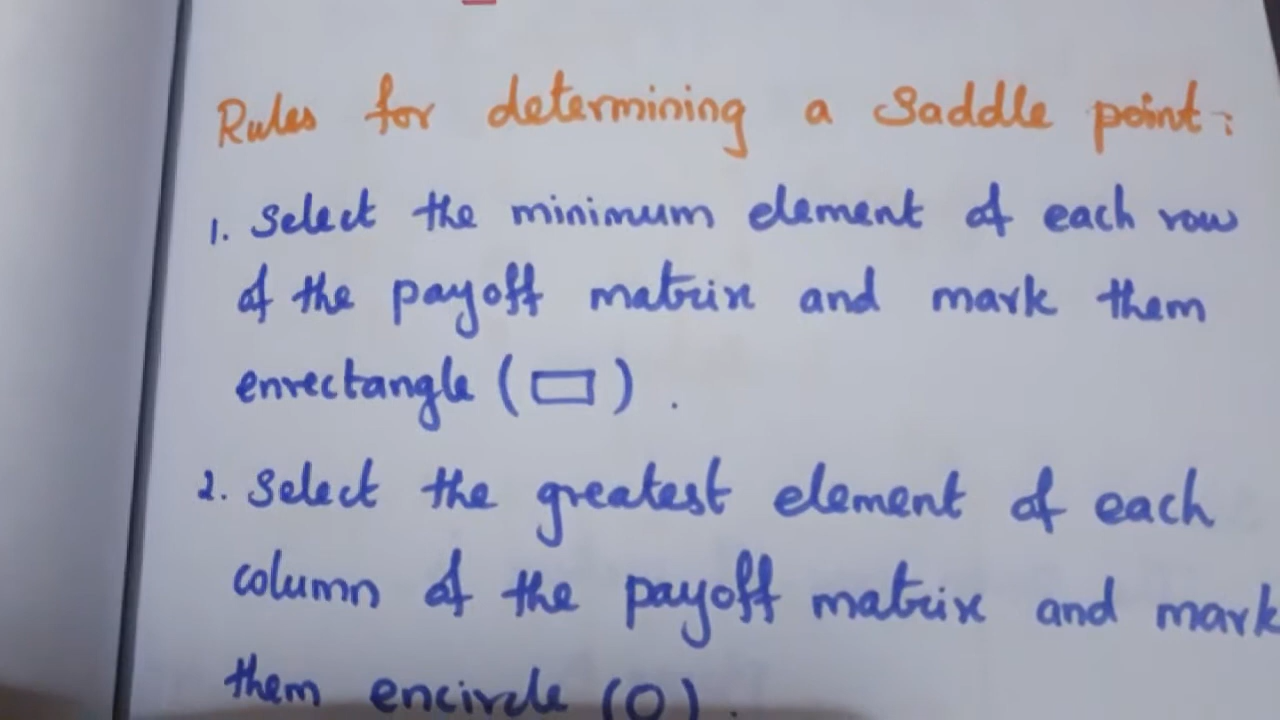 Rules for determining a Saddle point:
1. Select the minimum element of each row
of the payoff matrix and mark them
enrectangle (▭).
2. Select the greatest element of each
column of the payoff matrix and mark
them encircle (O).